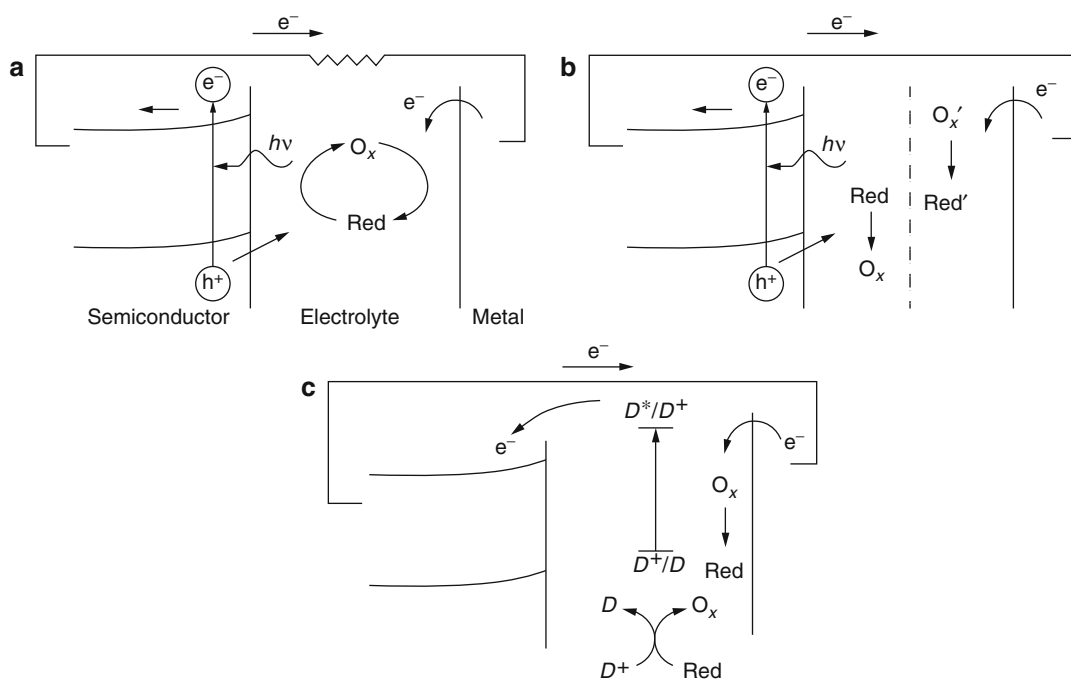 a
e⁻
e⁻
hν
h⁺
Oₓ
Red
e⁻
Semiconductor
Electrolyte
Metal
b
e⁻
e⁻
hν
h⁺
Red
Oₓ
Oₓ′
Red′
e⁻
c
e⁻
e⁻
D*/D⁺
D⁺/D
D
Oₓ
D⁺
Red
e⁻
Oₓ
Red